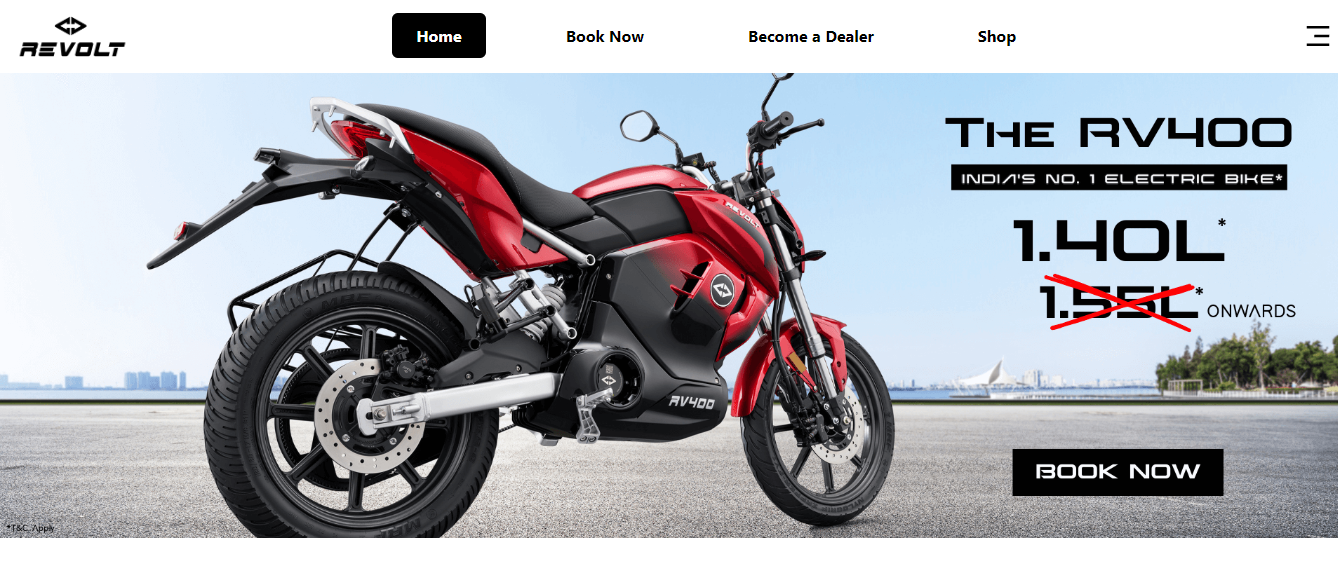 REVOLT
Home
Book Now
Become a Dealer
Shop
THE RV400
INDIA'S NO. 1 ELECTRIC BIKE*
1.40L*
1.55L* ONWARDS
REVOLT
RV400
MRF
BOOK NOW
*T&C. Apply